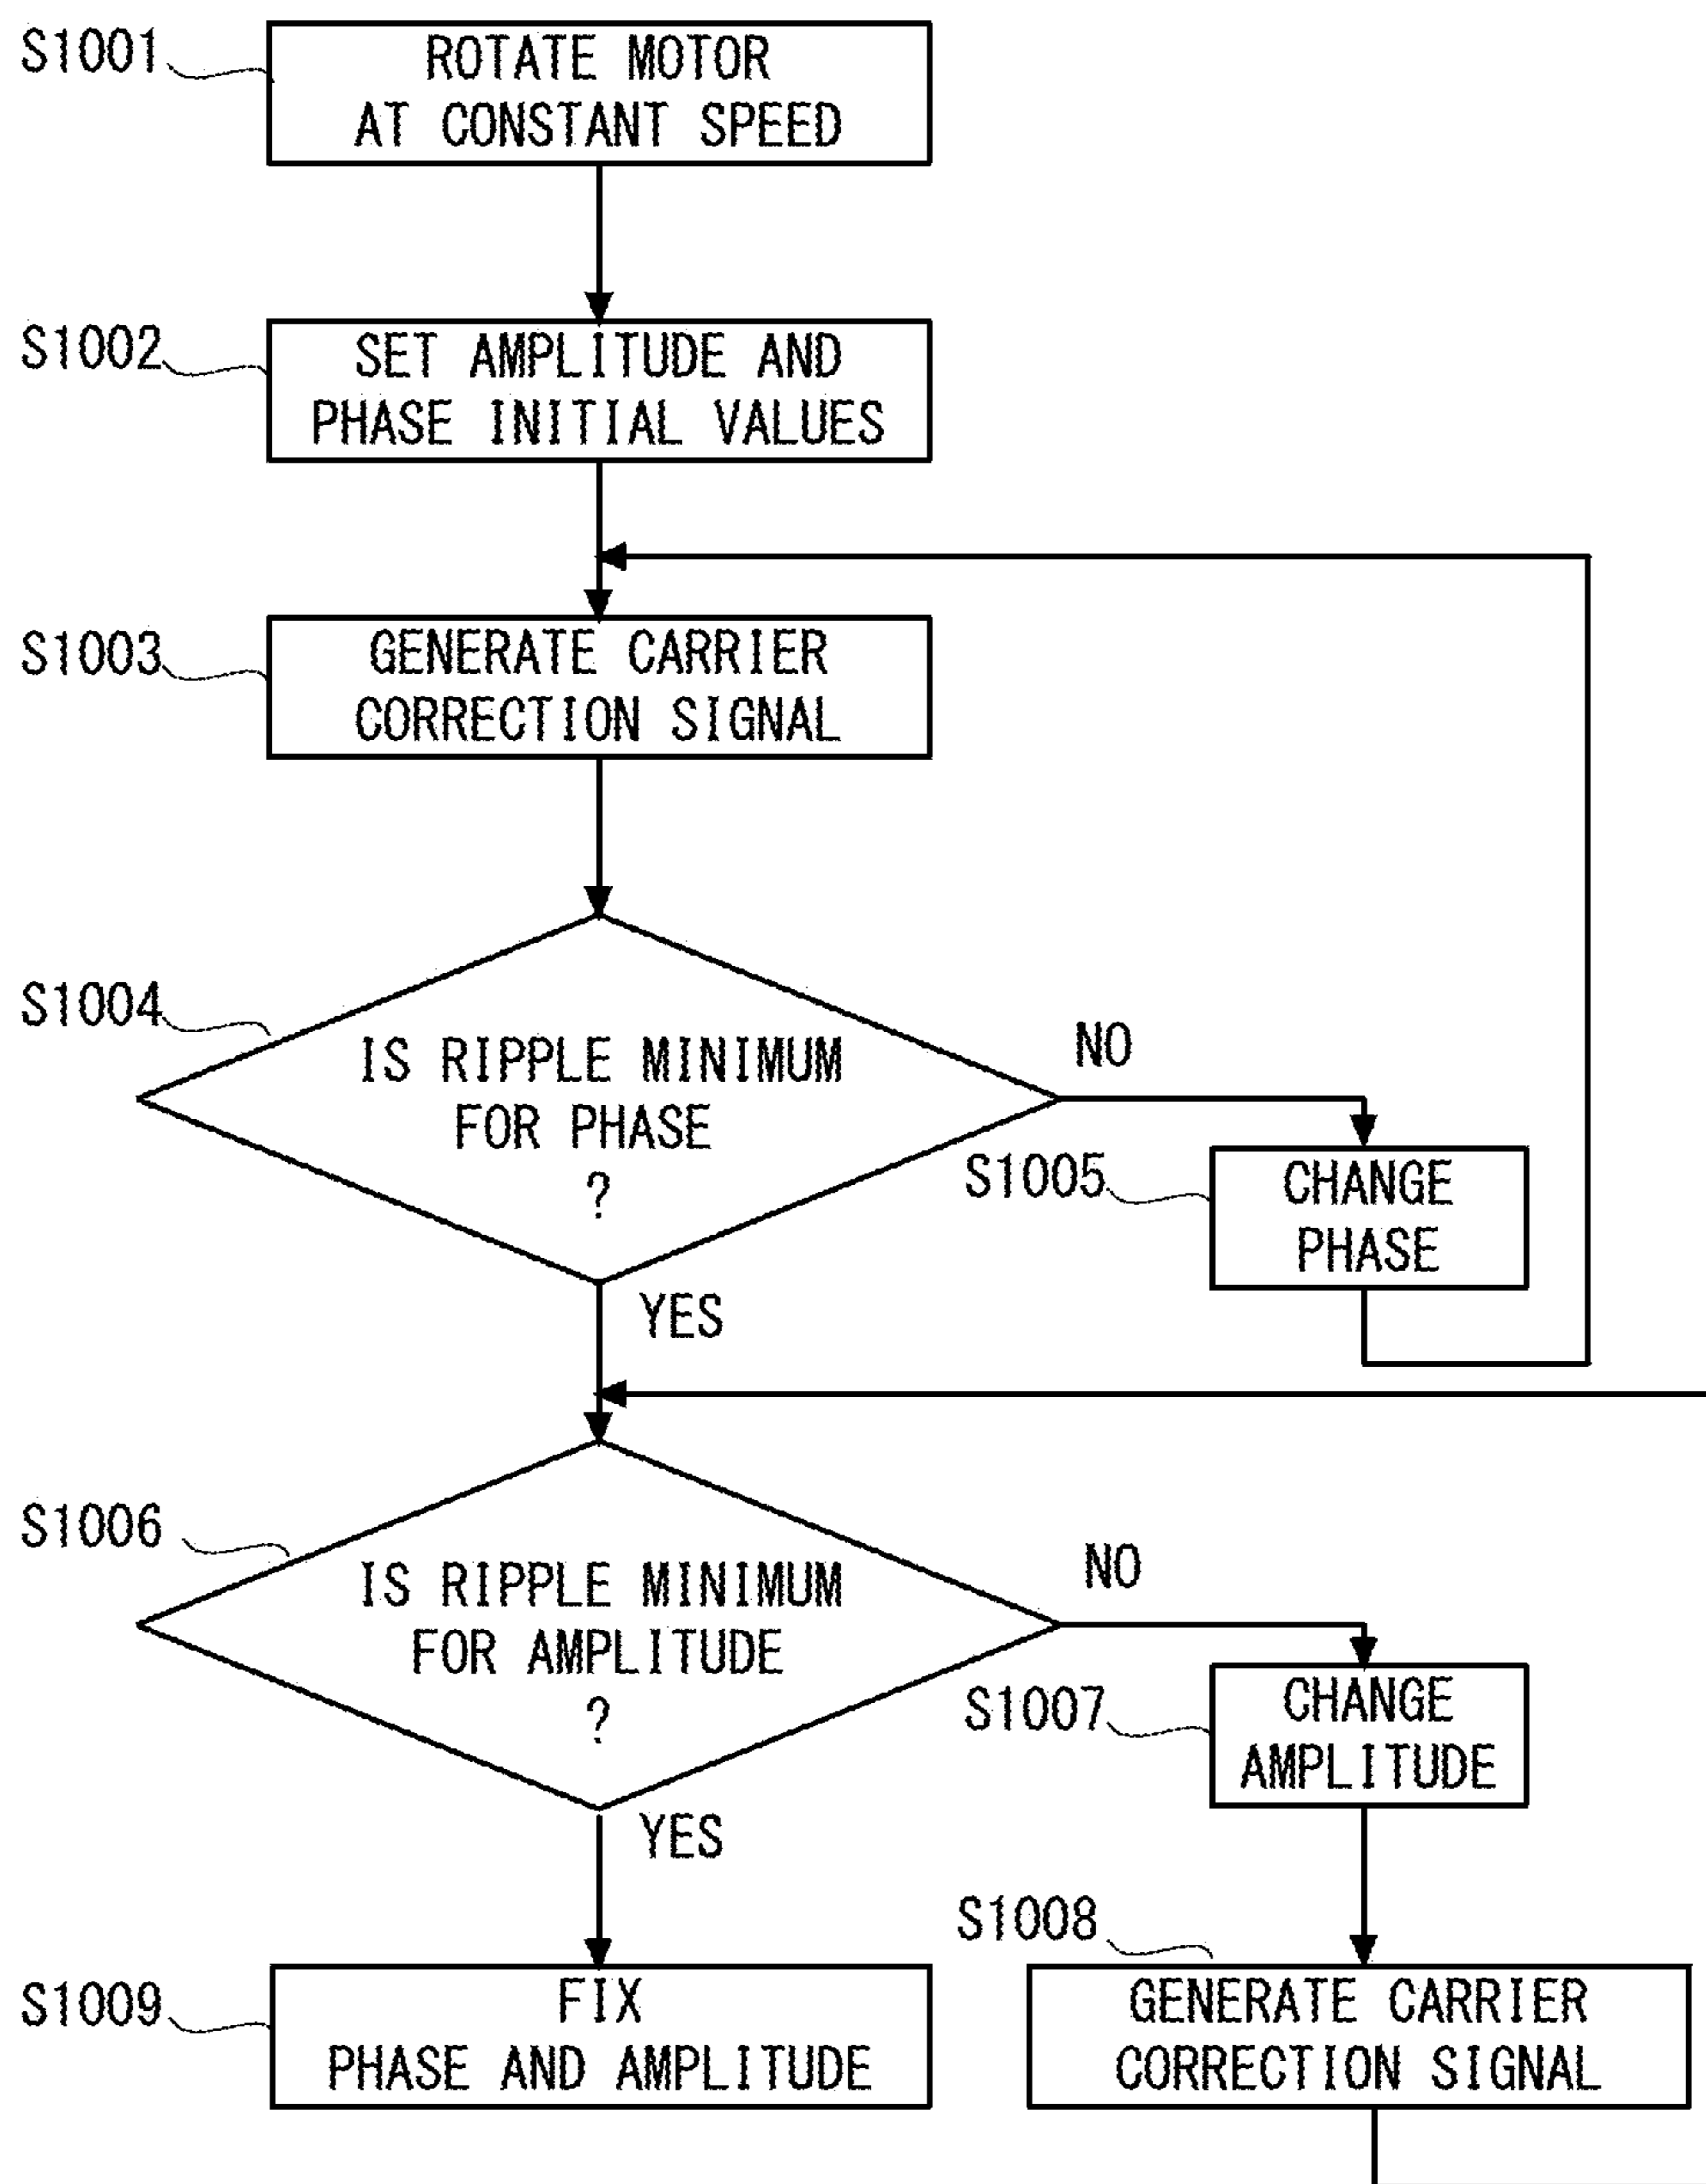 S1001
ROTATE MOTOR
AT CONSTANT SPEED
S1002
SET AMPLITUDE AND
PHASE INITIAL VALUES
S1003
GENERATE CARRIER
CORRECTION SIGNAL
S1004
IS RIPPLE MINIMUM
FOR PHASE
?
NO
S1005
CHANGE
PHASE
YES
S1006
IS RIPPLE MINIMUM
FOR AMPLITUDE
?
NO
S1007
CHANGE
AMPLITUDE
YES
S1008
GENERATE CARRIER
CORRECTION SIGNAL
S1009
FIX
PHASE AND AMPLITUDE